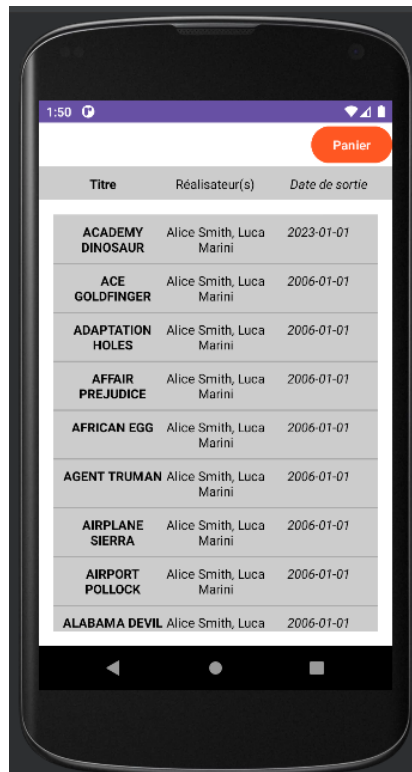 1:50
Panier
Titre Réalisateur(s) Date de sortie
ACADEMY Alice Smith, Luca 2023-01-01
DINOSAUR Marini
ACE Alice Smith, Luca 2006-01-01
GOLDFINGER Marini
ADAPTATION Alice Smith, Luca 2006-01-01
HOLES Marini
AFFAIR Alice Smith, Luca 2006-01-01
PREJUDICE Marini
AFRICAN EGG Alice Smith, Luca 2006-01-01
Marini
AGENT TRUMAN Alice Smith, Luca 2006-01-01
Marini
AIRPLANE Alice Smith, Luca 2006-01-01
SIERRA Marini
AIRPORT Alice Smith, Luca 2006-01-01
POLLOCK Marini
ALABAMA DEVIL Alice Smith, Luca 2006-01-01